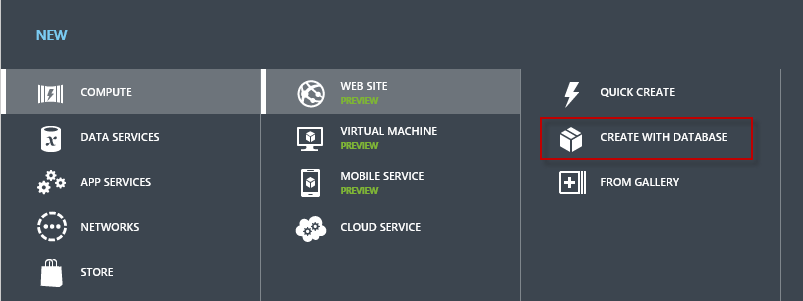 NEW
COMPUTE
DATA SERVICES
APP SERVICES
NETWORKS
STORE
WEB SITE
PREVIEW
VIRTUAL MACHINE
PREVIEW
MOBILE SERVICE
PREVIEW
CLOUD SERVICE
QUICK CREATE
CREATE WITH DATABASE
FROM GALLERY